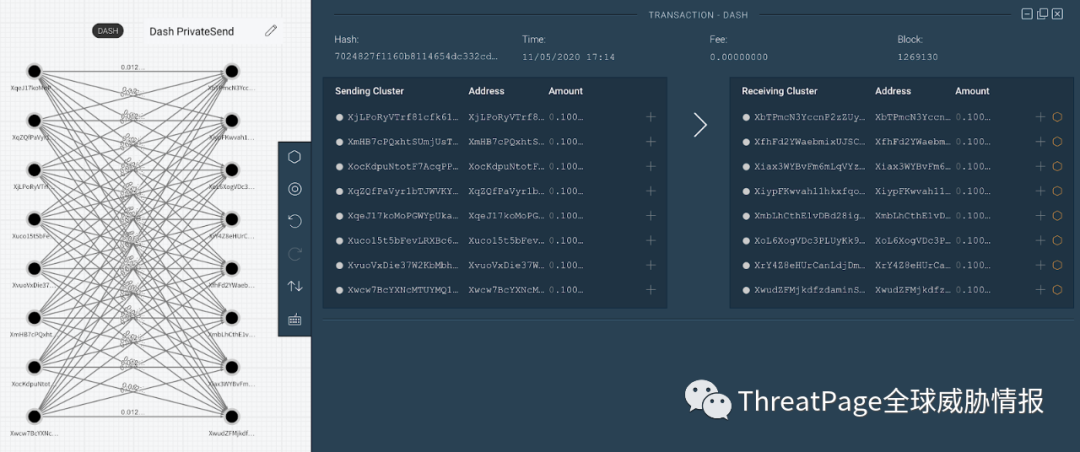 DASH
Dash PrivateSend
0.012...
XqeJ17koMoP...
XbTPmcN3Ycc...
XqZQfPaVyr1...
XiypFKwvah1...
XjLPoRyVTrf...
XoL6XogVDc3...
Xuco15t5bFe...
XrY4Z8eHUrC...
XvuoVxDie37...
XfhFd2YWaeb...
XmHB7cPQxht...
XmbLhCthE1v...
XocKdpuNtot...
Xiax3WYBvFm...
0.012...
Xwcw7BcYXNc...
XwudZFMjkdf...
TRANSACTION - DASH
Hash: Time: Fee: Block:
7024827f1160b8114654dc332cd... 11/05/2020 17:14 0.00000000 1269130
Sending Cluster Address Amount
XjLPoRyVTrf81cfk61... XjLPoRyVTrf8... 0.100...
XmHB7cPQxhtSUmjUsT... XmHB7cPQxhtS... 0.100...
XocKdpuNtotF7AcqPP... XocKdpuNtotF... 0.100...
XqZQfPaVyr1bTJWVKY... XqZQfPaVyr1b... 0.100...
XqeJ17koMoPGWYpUka... XqeJ17koMoPG... 0.100...
Xuco15t5bFevLRXBc6... Xuco15t5bFev... 0.100...
XvuoVxDie37W2KbMbh... XvuoVxDie37W... 0.100...
Xwcw7BcYXNcMTUYMQ1... Xwcw7BcYXNcM... 0.100...
Receiving Cluster Address Amount
XbTPmcN3YccnP2zZUy... XbTPmcN3Yccn... 0.100...
XfhFd2YWaebmixUJSC... XfhFd2YWaebm... 0.100...
Xiax3WYBvFm6mLqVYz... Xiax3WYBvFm6... 0.100...
XiypFKwvah11hkxfqo... XiypFKwvah11... 0.100...
XmbLhCthE1vDBd28ig... XmbLhCthE1vD... 0.100...
XoL6XogVDc3PLUyKk9... XoL6XogVDc3P... 0.100...
XrY4Z8eHUrCanLdjDm... XrY4Z8eHUrCa... 0.100...
XwudZFMjkdfzdaminS... XwudZFMjkdfz... 0.100...
ThreatPage全球威胁情报